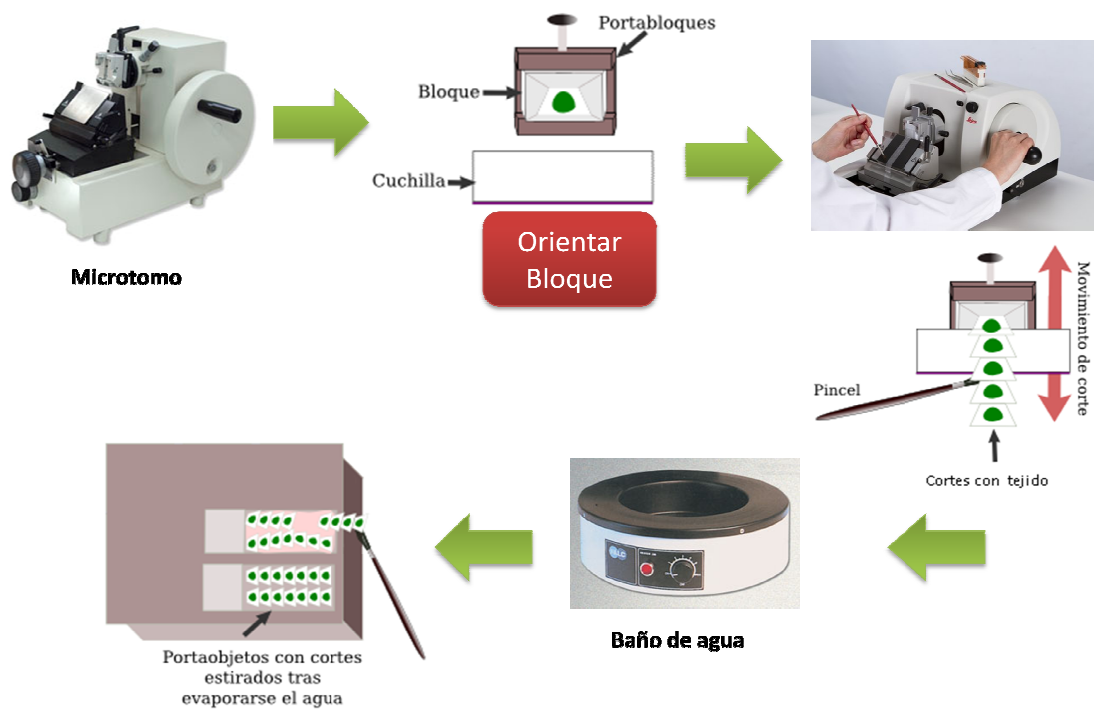 Microtomo
Portabloques
Bloque
Cuchilla
Orientar
Bloque
Movimiento de corte
Pincel
Cortes con tejido
Baño de agua
Portaobjetos con cortes
estirados tras
evaporarse el agua